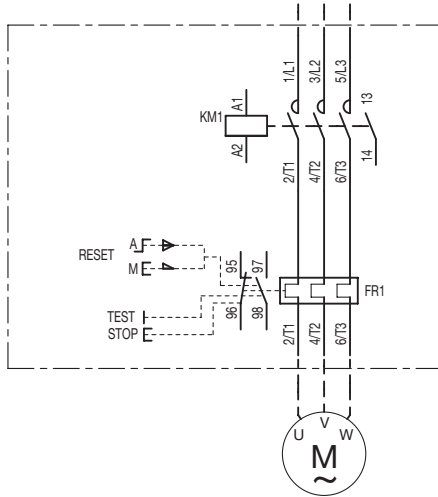 1/L1 3/L2 5/L3
13
A1
KM1
A2
14
2/T1 4/T2 6/T3
A
RESET
M
95 97
FR1
TEST
STOP
96 98
2/T1 4/T2 6/T3
U V W
M
~